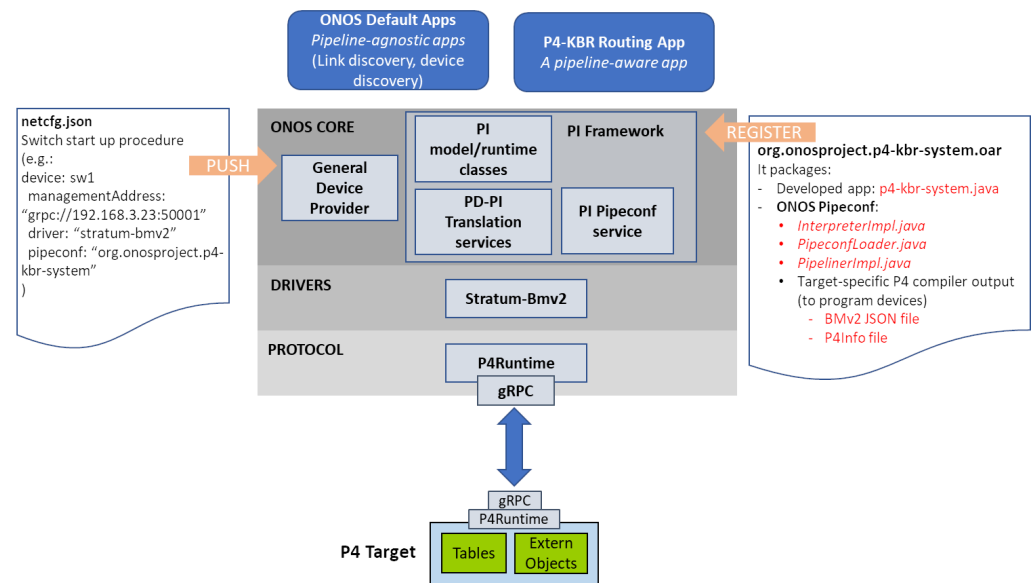 ONOS Default Apps
Pipeline-agnostic apps
(Link discovery, device
discovery)
P4-KBR Routing App
A pipeline-aware app
netcfg.json
Switch start up procedure
(e.g.:
device: sw1
managementAddress:
“grpc://192.168.3.23:50001”
driver: “stratum-bmv2”
pipeconf: “org.onosproject.p4-
kbr-system”
)
PUSH
ONOS CORE
General
Device
Provider
PI
model/runtime
classes
PI Framework
PD-PI
Translation
services
PI Pipeconf
service
REGISTER
org.onosproject.p4-kbr-system.oar
It packages:
- Developed app: p4-kbr-system.java
- ONOS Pipeconf:
• InterpreterImpl.java
• PipeconfLoader.java
• PipelinerImpl.java
• Target-specific P4 compiler output
(to program devices)
- BMv2 JSON file
- P4Info file
DRIVERS
Stratum-Bmv2
PROTOCOL
P4Runtime
gRPC
gRPC
P4Runtime
P4 Target
Tables
Extern
Objects